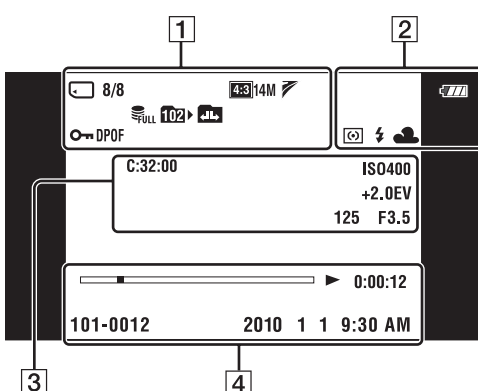 1 2
8/8 4:3 14M
FULL 102
DPOF
C:32:00 ISO400
+2.0EV
125 F3.5
0:00:12
101-0012 2010 1 1 9:30 AM
3 4